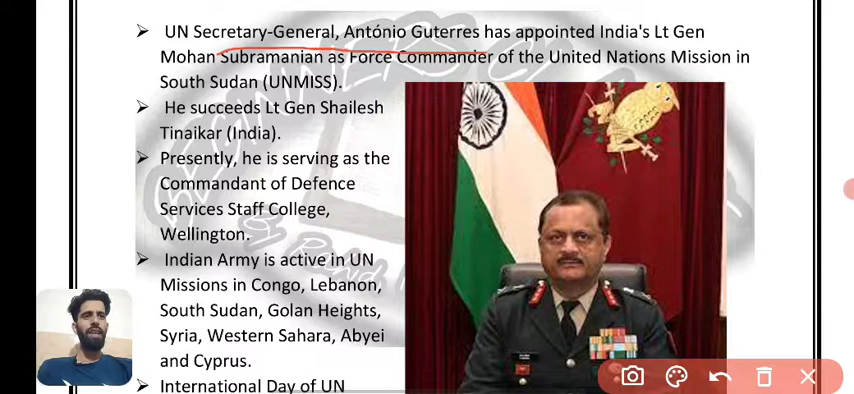 ➢ UN Secretary-General, António Guterres has appointed India's Lt Gen
Mohan Subramanian as Force Commander of the United Nations Mission in
South Sudan (UNMISS).
➢ He succeeds Lt Gen Shailesh
Tinaikar (India).
➢ Presently, he is serving as the
Commandant of Defence
Services Staff College,
Wellington.
➢ Indian Army is active in UN
Missions in Congo, Lebanon,
South Sudan, Golan Heights,
Syria, Western Sahara, Abyei
and Cyprus.
➢ International Day of UN